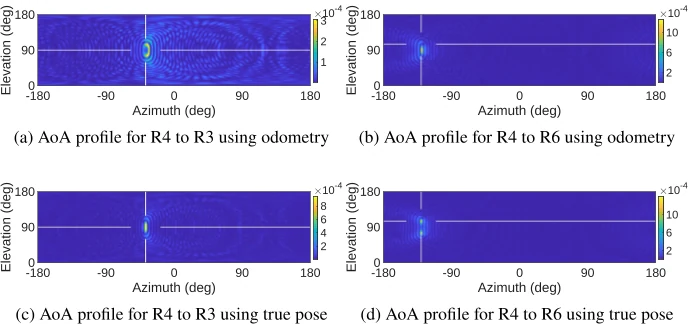 ×10⁻⁴
180
90
0
Elevation (deg)
3
2
1
-180 -90 0 90 180
Azimuth (deg)
(a) AoA profile for R4 to R3 using odometry
×10⁻⁴
180
90
0
Elevation (deg)
10
6
2
-180 -90 0 90 180
Azimuth (deg)
(b) AoA profile for R4 to R6 using odometry
×10⁻⁴
180
90
0
Elevation (deg)
8
6
4
2
-180 -90 0 90 180
Azimuth (deg)
(c) AoA profile for R4 to R3 using true pose
×10⁻⁴
180
90
0
Elevation (deg)
10
6
2
-180 -90 0 90 180
Azimuth (deg)
(d) AoA profile for R4 to R6 using true pose